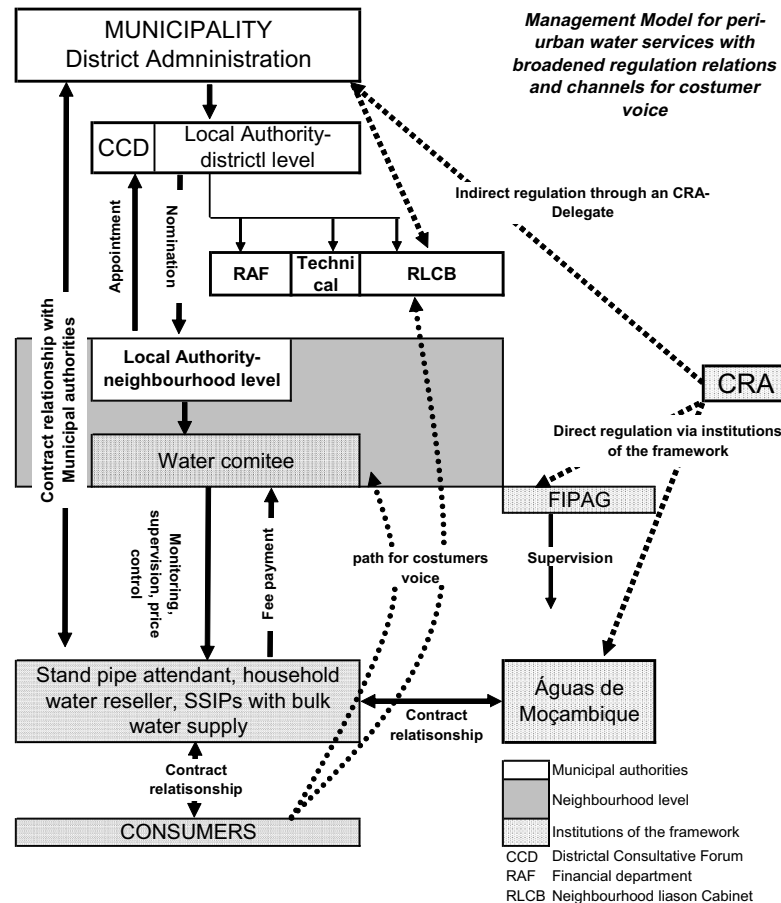 MUNICIPALITY
District Admninistration
Management Model for peri-
urban water services with
broadened regulation relations
and channels for costumer
voice
CCD
Local Authority-
districtl level
Indirect regulation through an CRA-
Delegate
Appointment
Nomination
RAF
Techni
cal
RLCB
Contract relationship with
Municipal authorities
Local Authority-
neighbourhood level
CRA
Direct regulation via institutions
of the framework
Water comitee
FIPAG
Monitoring,
supervision, price
control
Fee payment
path for costumers
voice
Supervision
Stand pipe attendant, household
water reseller, SSIPs with bulk
water supply
Contract
relatisonship
Águas de
Moçambique
Contract
relatisonship
CONSUMERS
Municipal authorities
Neighbourhood level
Institutions of the framework
CCD Districtal Consultative Forum
RAF Financial department
RLCB Neighbourhood liason Cabinet